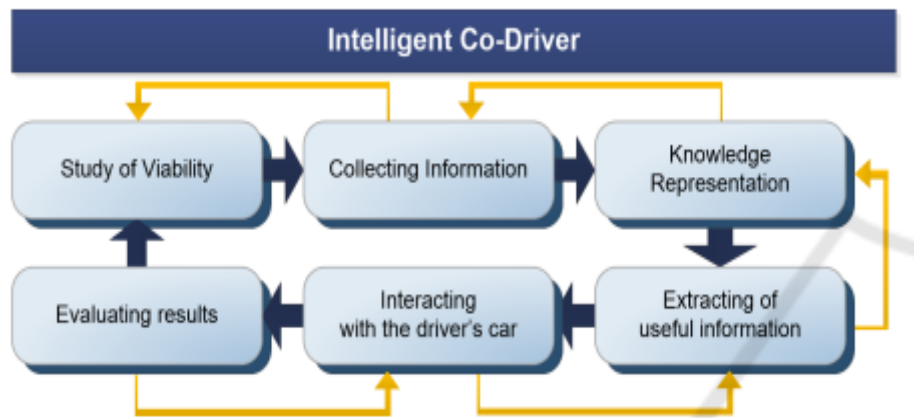 Intelligent Co-Driver
Study of Viability
Collecting Information
Knowledge
Representation
Evaluating results
Interacting
with the driver's car
Extracting of
useful information